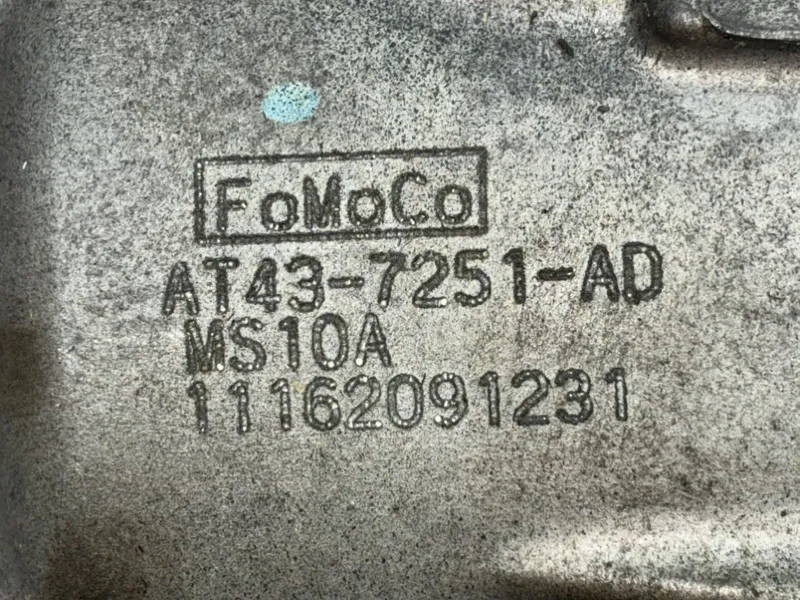 FoMoCo
AT43-7251-AD
MS10A
11162091231